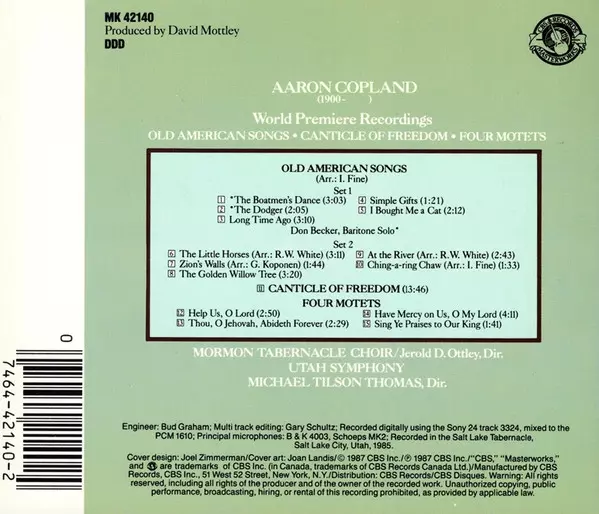 MK 42140
Produced by David Mottley
DDD
CBS RECORDS
MASTERWORKS
AARON COPLAND
(1900- )
World Premiere Recordings
OLD AMERICAN SONGS • CANTICLE OF FREEDOM • FOUR MOTETS
OLD AMERICAN SONGS
(Arr.: I. Fine)
Set 1
1 *The Boatmen's Dance (3:03) 4 Simple Gifts (1:21)
2 *The Dodger (2:05) 5 I Bought Me a Cat (2:12)
3 Long Time Ago (3:10)
Don Becker, Baritone Solo*
Set 2
6 The Little Horses (Arr.: R.W. White) (3:11) 9 At the River (Arr.: R.W. White) (2:43)
7 Zion's Walls (Arr.: G. Koponen) (1:44) 10 Ching-a-ring Chaw (Arr.: I. Fine) (1:33)
8 The Golden Willow Tree (3:20)
11 CANTICLE OF FREEDOM (13:46)
FOUR MOTETS
12 Help Us, O Lord (2:50) 14 Have Mercy on Us, O My Lord (4:11)
13 Thou, O Jehovah, Abideth Forever (2:29) 15 Sing Ye Praises to Our King (1:41)
MORMON TABERNACLE CHOIR/Jerold D. Ottley, Dir.
UTAH SYMPHONY
MICHAEL TILSON THOMAS, Dir.
0
7464-42140-2
Engineer: Bud Graham; Multi track editing: Gary Schultz; Recorded digitally using the Sony 24 track 3324, mixed to the
PCM 1610; Principal microphones: B & K 4003, Schoeps MK2; Recorded in the Salt Lake Tabernacle,
Salt Lake City, Utah, 1985.
Cover design: Joel Zimmerman/Cover art: Joan Landis/© 1987 CBS Inc./℗ 1987 CBS Inc./"CBS," "Masterworks,"
and are trademarks of CBS Inc. (in Canada, trademarks of CBS Records Canada Ltd.)/Manufactured by CBS
Records, CBS Inc., 51 West 52 Street, New York, N.Y./Distribution: CBS Records/CBS Disques. Warning: All rights
reserved, including all rights of the producer and of the owner of the recorded work. Unauthorized copying, public
performance, broadcasting, hiring, or rental of this recording prohibited, as provided by applicable law.